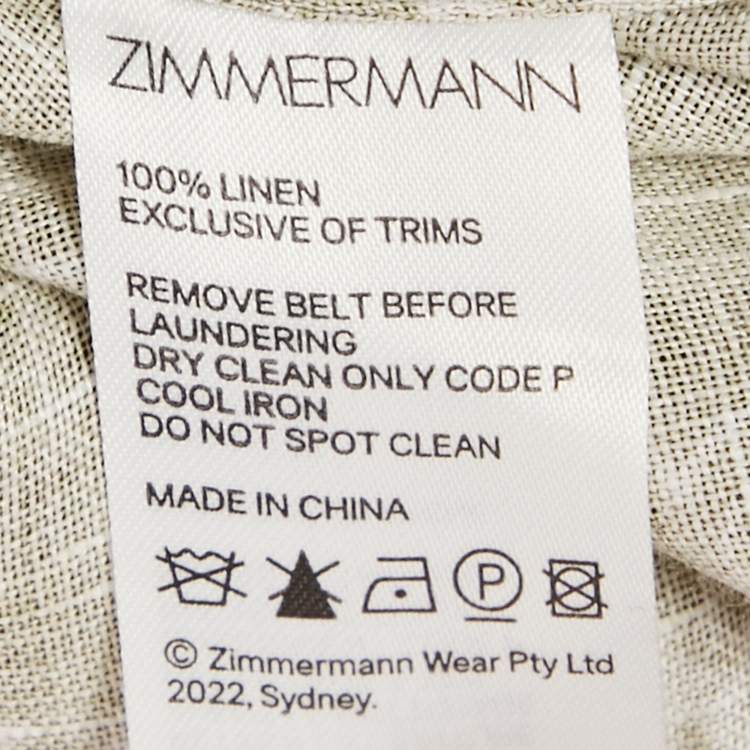 ZIMMERMANN
100% LINEN
EXCLUSIVE OF TRIMS
REMOVE BELT BEFORE
LAUNDERING
DRY CLEAN ONLY CODE P
COOL IRON
DO NOT SPOT CLEAN
MADE IN CHINA
P
© Zimmermann Wear Pty Ltd
2022, Sydney.